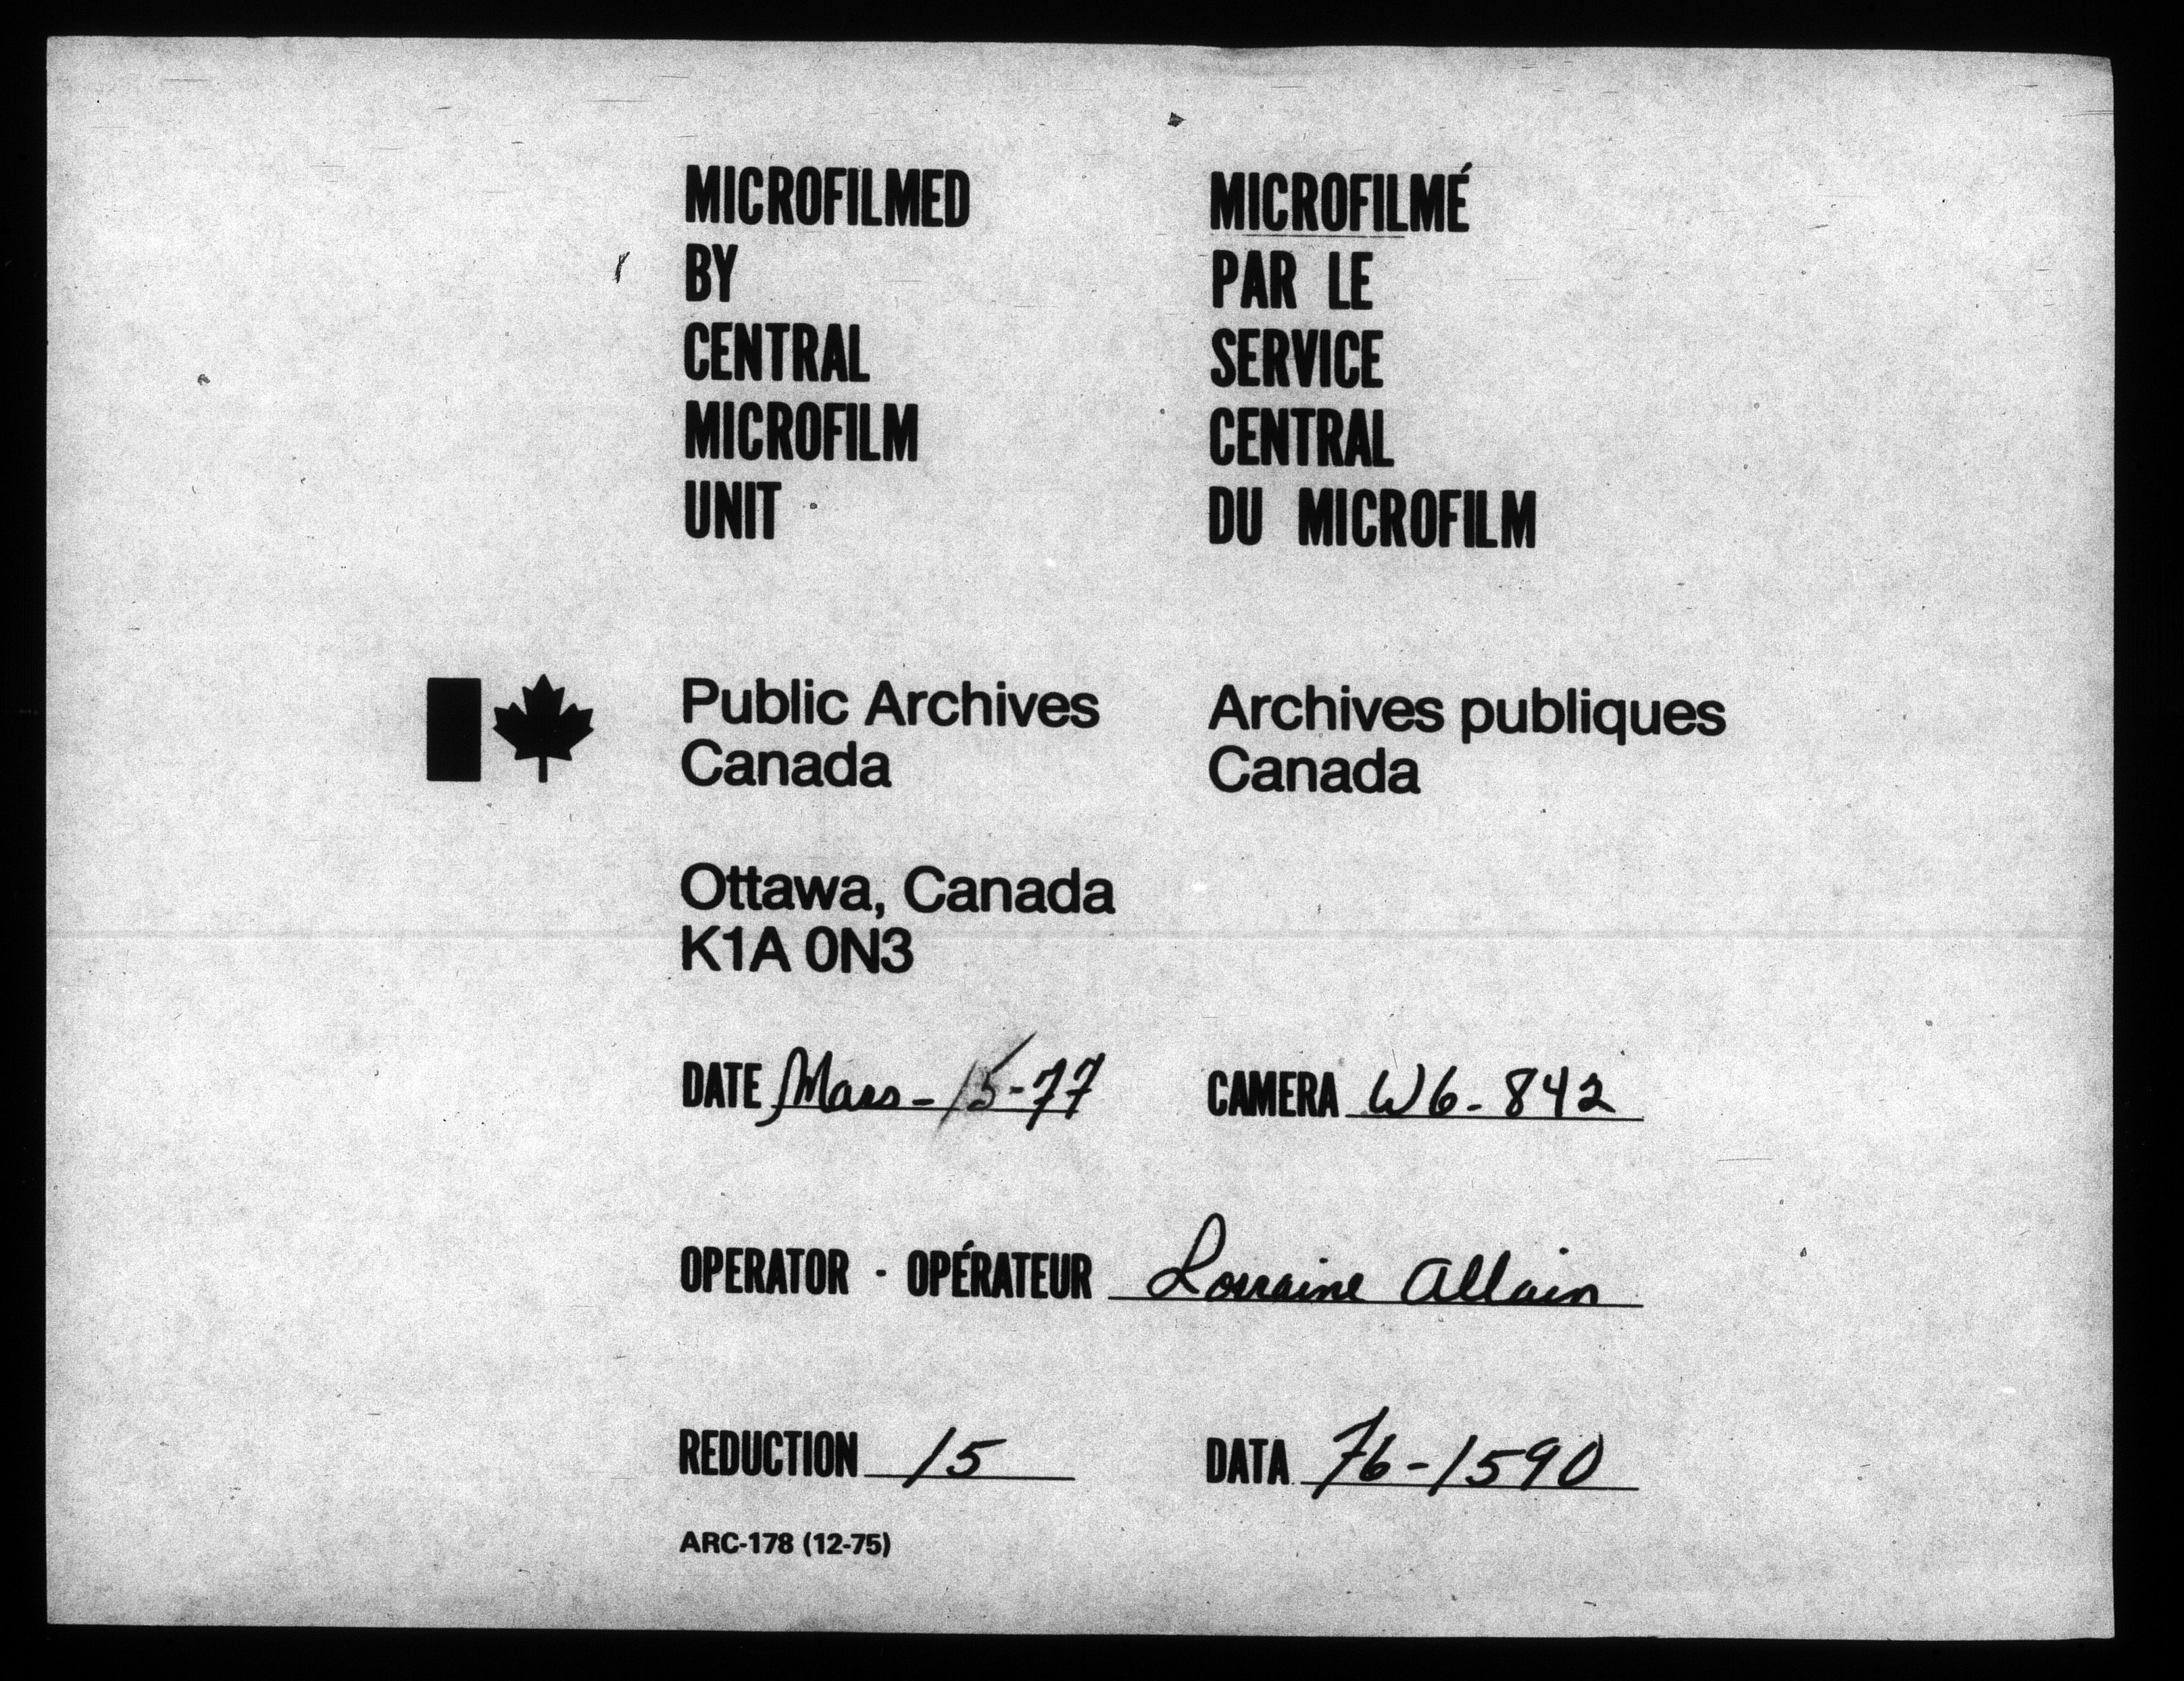 MICROFILMED
BY
CENTRAL
MICROFILM
UNIT
MICROFILMÉ
PAR LE
SERVICE
CENTRAL
DU MICROFILM
Public Archives
Canada
Archives publiques
Canada
Ottawa, Canada
K1A 0N3
DATE Mars-15-77 CAMERA W6-842
OPERATOR - OPÉRATEUR Lorraine Allain
REDUCTION 15 DATA 76-1590
ARC-178 (12-75)